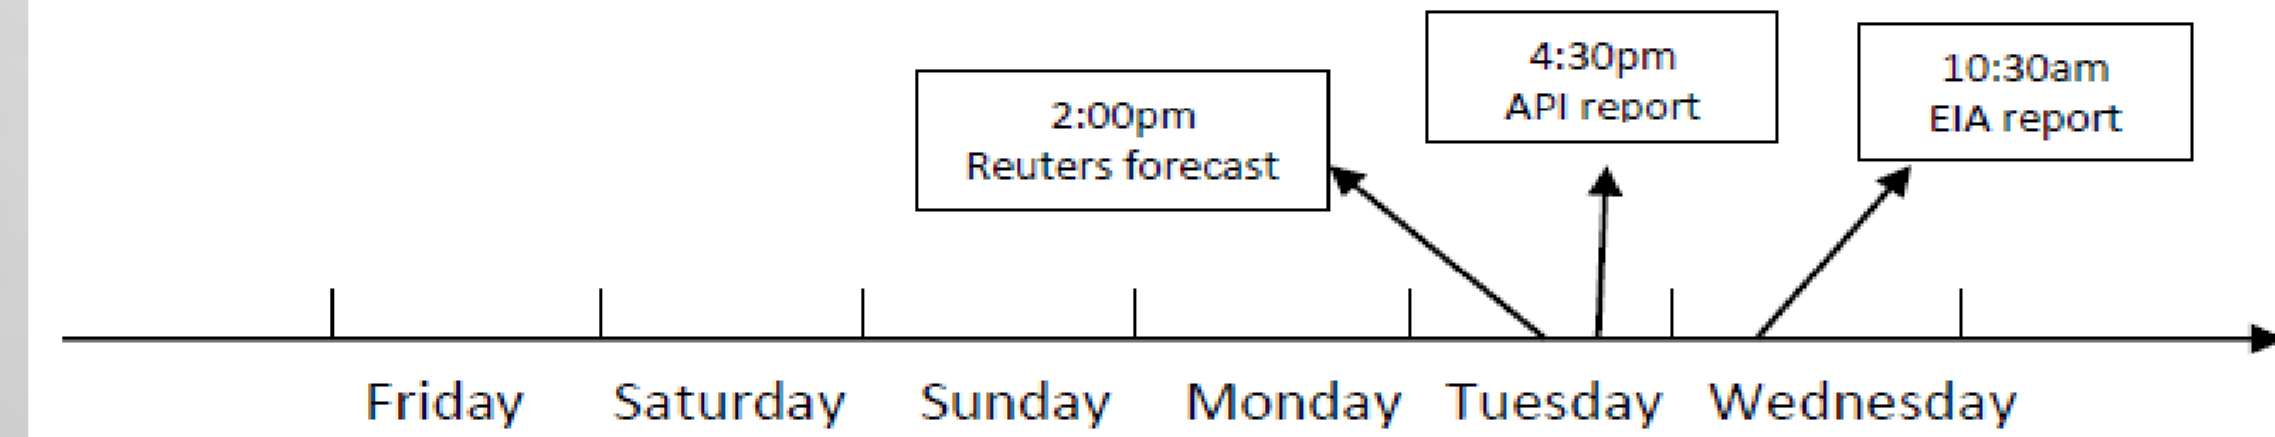 2:00pm
Reuters forecast
4:30pm
API report
10:30am
EIA report
Friday Saturday Sunday Monday Tuesday Wednesday